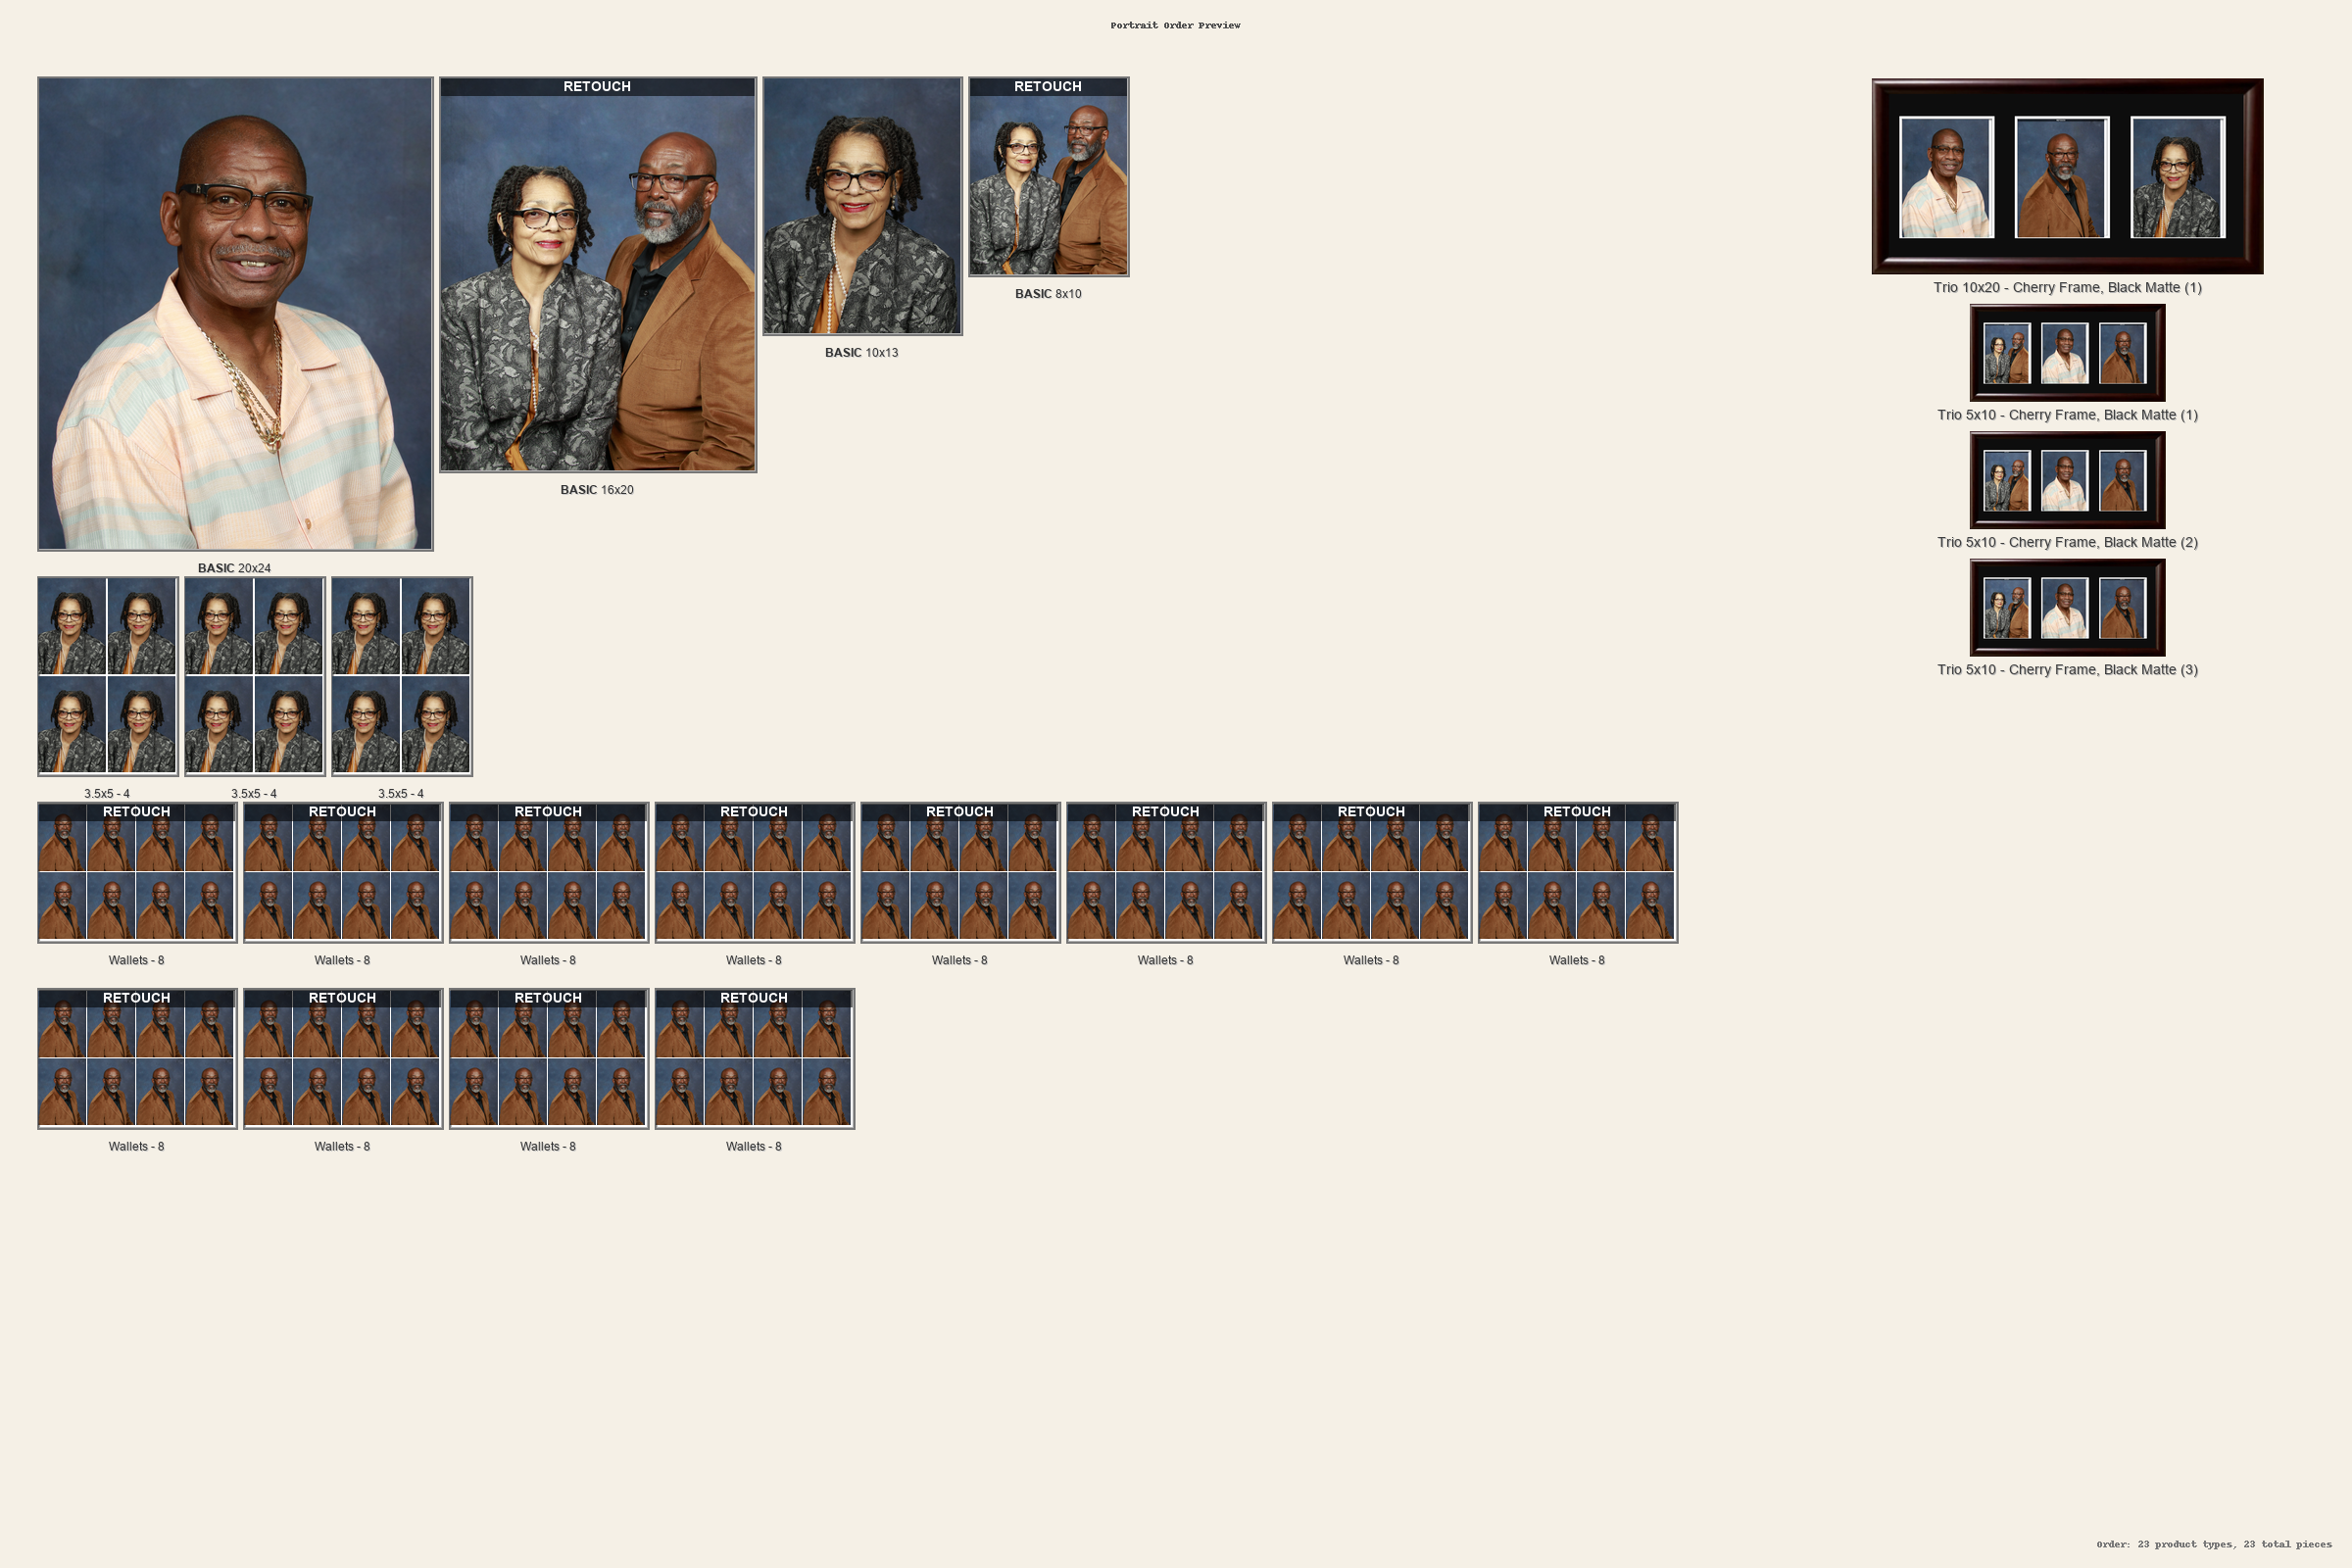 Portrait Order Preview
RETOUCH
RETOUCH
BASIC 8x10
BASIC 10x13
BASIC 16x20
BASIC 20x24
Trio 10x20 - Cherry Frame, Black Matte (1)
Trio 5x10 - Cherry Frame, Black Matte (1)
Trio 5x10 - Cherry Frame, Black Matte (2)
Trio 5x10 - Cherry Frame, Black Matte (3)
3.5x5 - 4
3.5x5 - 4
3.5x5 - 4
RETOUCH
RETOUCH
RETOUCH
RETOUCH
RETOUCH
RETOUCH
RETOUCH
RETOUCH
Wallets - 8
Wallets - 8
Wallets - 8
Wallets - 8
Wallets - 8
Wallets - 8
Wallets - 8
Wallets - 8
RETOUCH
RETOUCH
RETOUCH
RETOUCH
Wallets - 8
Wallets - 8
Wallets - 8
Wallets - 8
Order: 23 product types, 23 total pieces